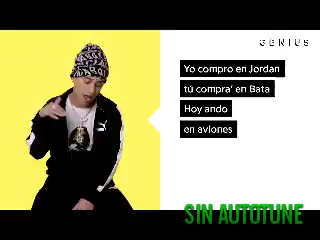 GENIUS
Yo compro en Jordan
tú compra' en Bata
Hoy ando
en aviones
SIN AUTOTUNE